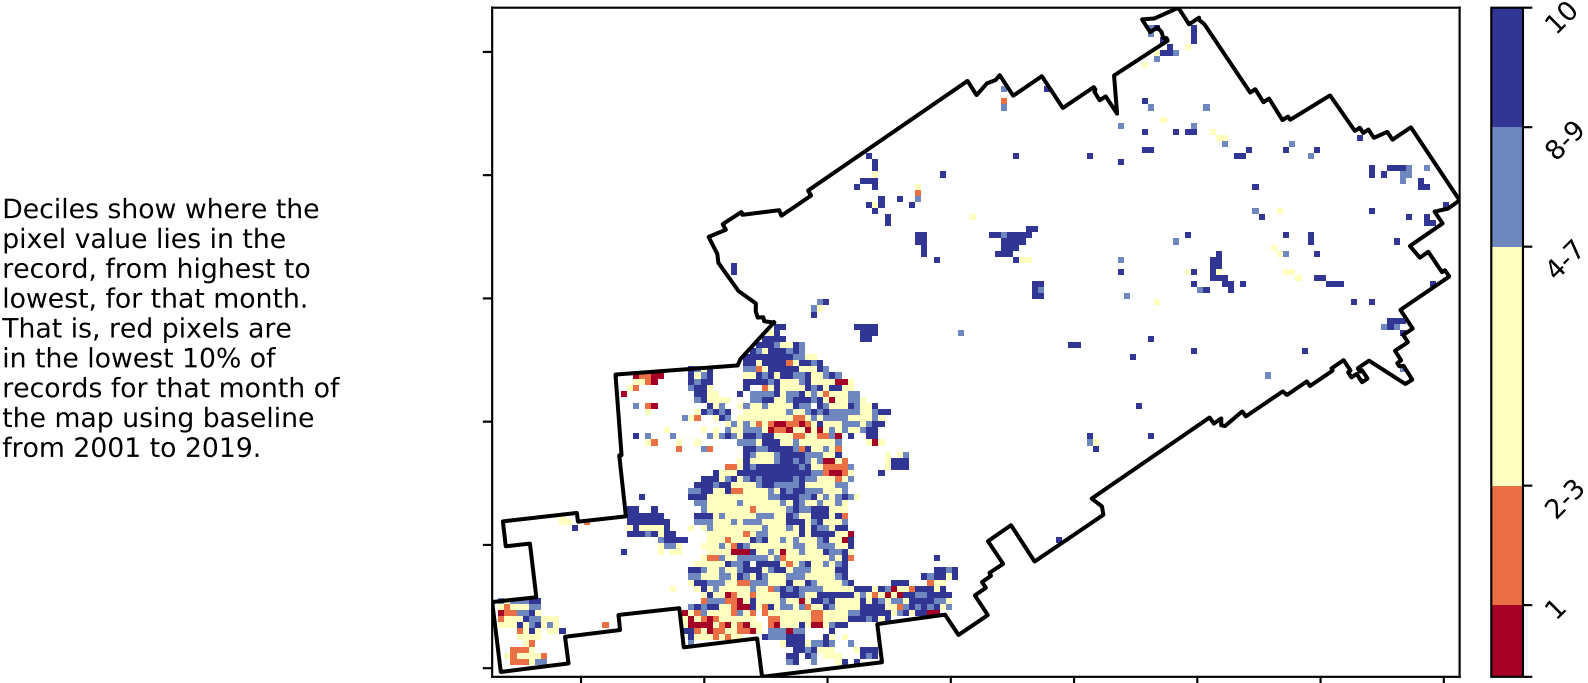 Deciles show where the
pixel value lies in the
record, from highest to
lowest, for that month.
That is, red pixels are
in the lowest 10% of
records for that month of
the map using baseline
from 2001 to 2019.
10
8-9
4-7
2-3
1